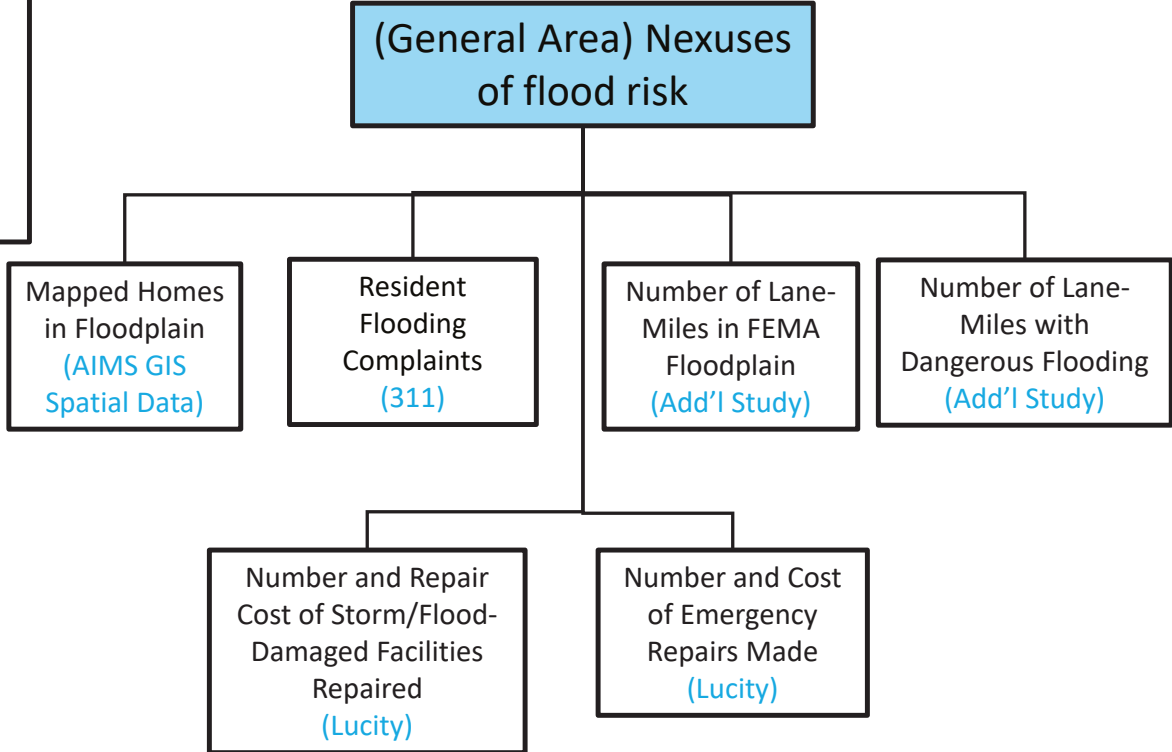 (General Area) Nexuses
of flood risk
Mapped Homes
in Floodplain
(AIMS GIS
Spatial Data)
Resident
Flooding
Complaints
(311)
Number of Lane-
Miles in FEMA
Floodplain
(Add’l Study)
Number of Lane-
Miles with
Dangerous Flooding
(Add’l Study)
Number and Repair
Cost of Storm/Flood-
Damaged Facilities
Repaired
(Lucity)
Number and Cost
of Emergency
Repairs Made
(Lucity)